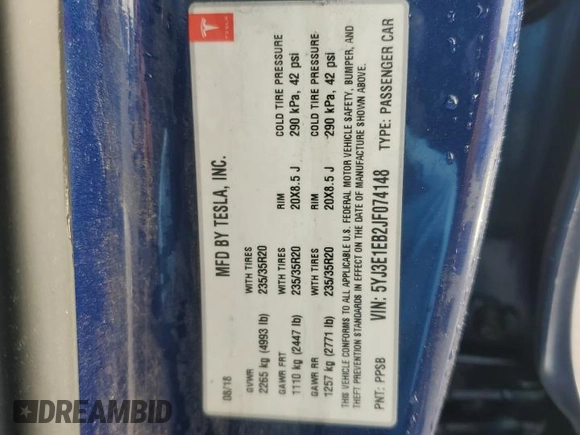 TESLA
MFD BY TESLA, INC.
08/18
GVWR WITH TIRES
2265 kg (4993 lb) 235/35R20
GAWR FRT WITH TIRES RIM COLD TIRE PRESSURE
1110 kg (2447 lb) 235/35R20 20X8.5 J 290 kPa, 42 psi
GAWR RR WITH TIRES RIM COLD TIRE PRESSURE
1257 kg (2771 lb) 235/35R20 20X8.5 J 290 kPa, 42 psi
THIS VEHICLE CONFORMS TO ALL APPLICABLE U.S. FEDERAL MOTOR VEHICLE SAFETY, BUMPER, AND
THEFT PREVENTION STANDARDS IN EFFECT ON THE DATE OF MANUFACTURE SHOWN ABOVE.
PNT: PPSB VIN: 5YJ3E1EB2JF074148 TYPE: PASSENGER CAR
DREAMBID